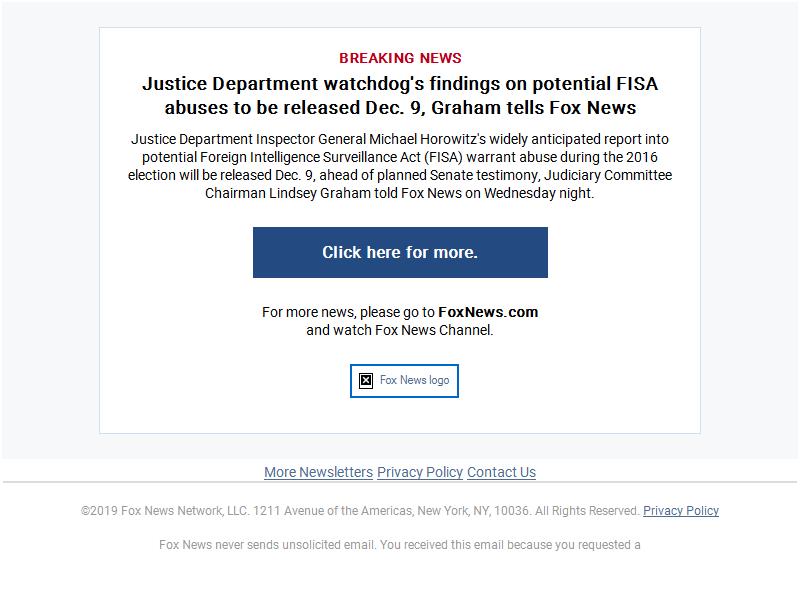 BREAKING NEWS
Justice Department watchdog's findings on potential FISA
abuses to be released Dec. 9, Graham tells Fox News
Justice Department Inspector General Michael Horowitz's widely anticipated report into
potential Foreign Intelligence Surveillance Act (FISA) warrant abuse during the 2016
election will be released Dec. 9, ahead of planned Senate testimony, Judiciary Committee
Chairman Lindsey Graham told Fox News on Wednesday night.
Click here for more.
For more news, please go to FoxNews.com
and watch Fox News Channel.
Fox News logo
More Newsletters Privacy Policy Contact Us
©2019 Fox News Network, LLC. 1211 Avenue of the Americas, New York, NY, 10036. All Rights Reserved. Privacy Policy
Fox News never sends unsolicited email. You received this email because you requested a